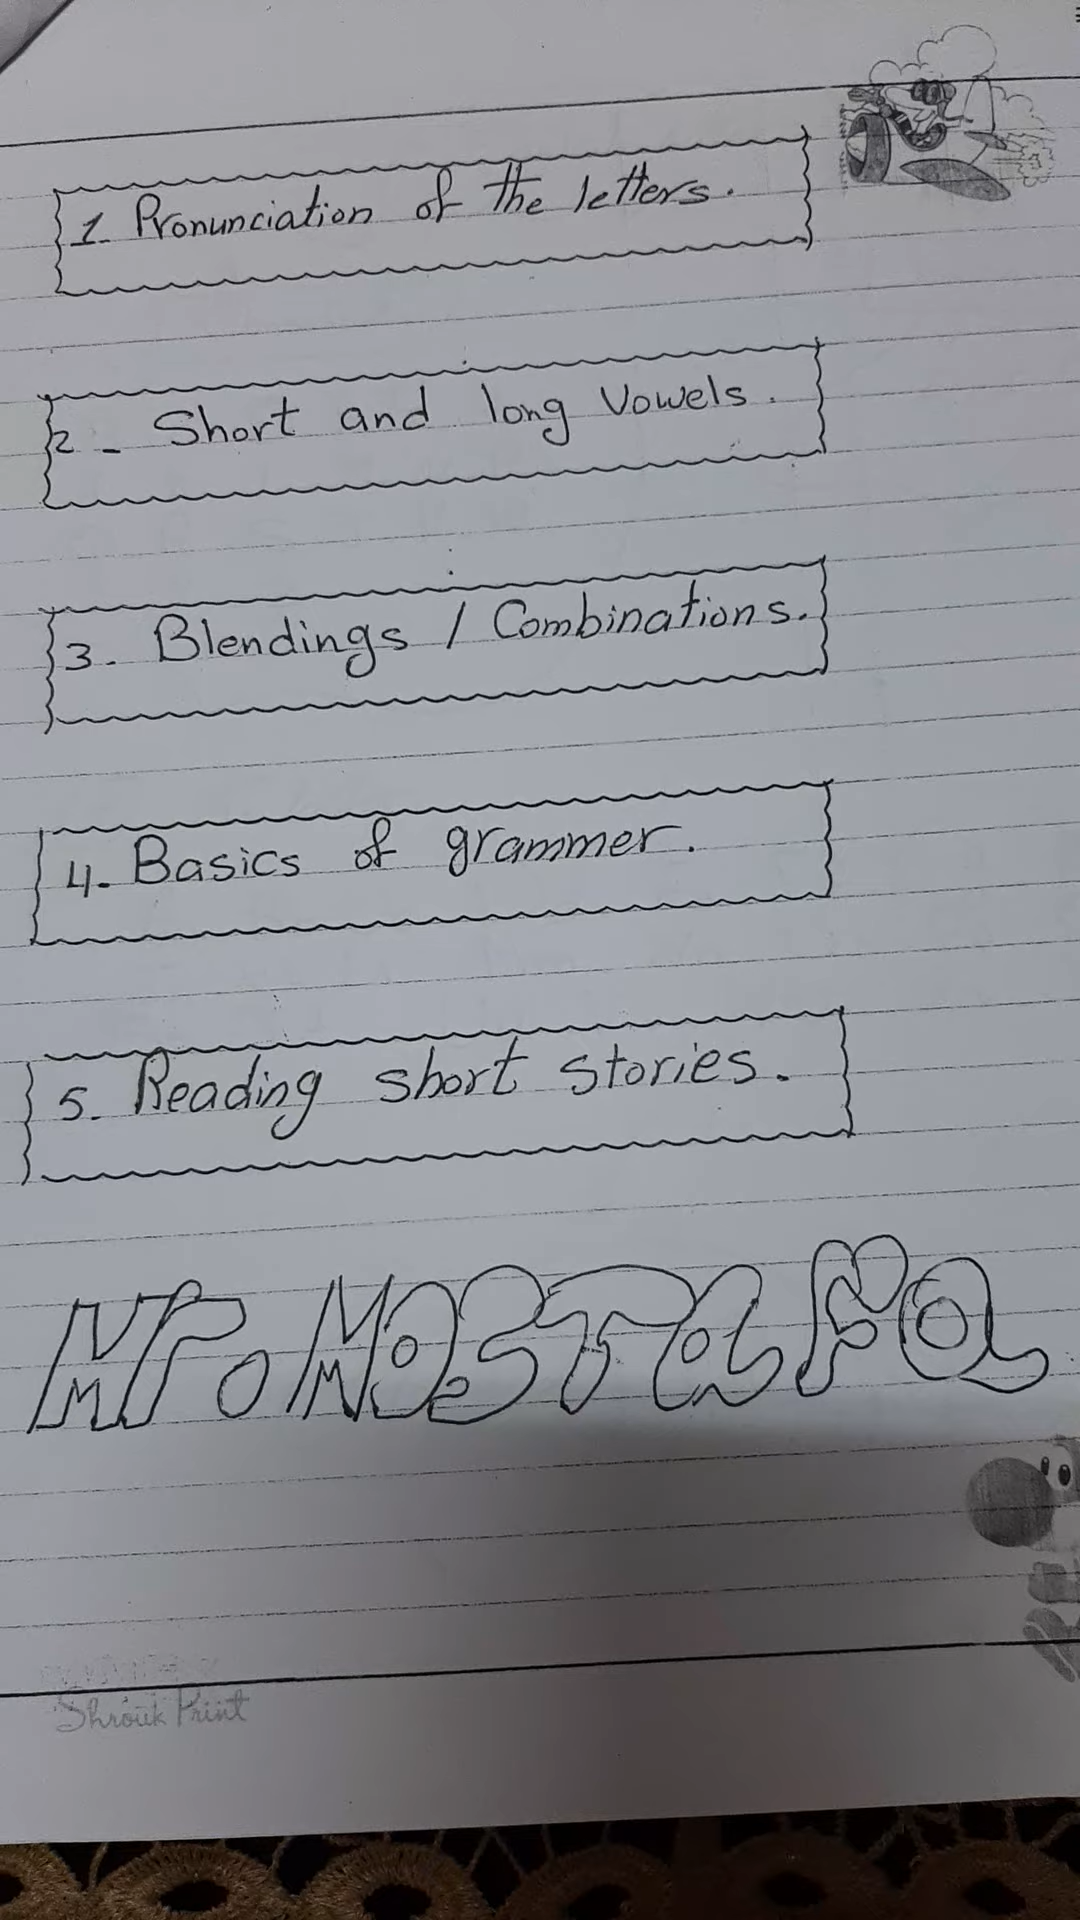 1. Pronunciation of the letters.
2 - Short and long Vowels.
3. Blendings / Combinations.
4. Basics of grammer.
5. Reading short stories.
Mr. Mostafa
Shrouk Print